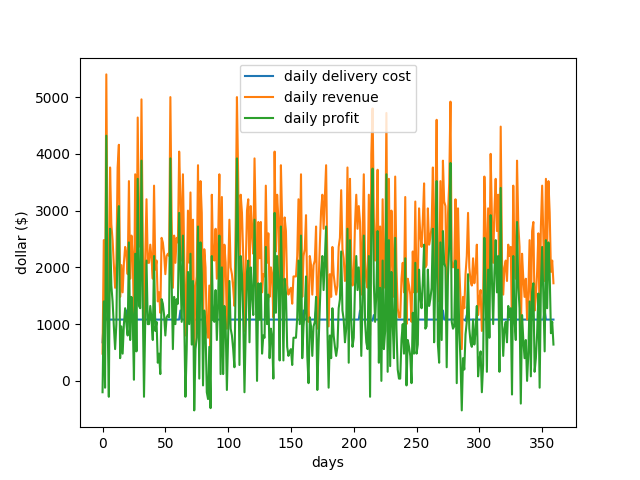 daily delivery cost
daily revenue
daily profit
dollar ($)
5000
4000
3000
2000
1000
0
0
50
100
150
200
250
300
350
days